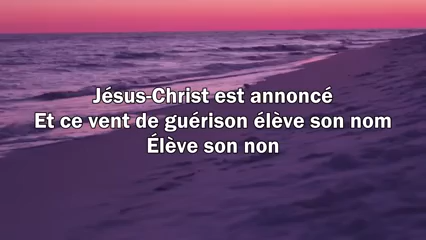 Jésus-Christ est annoncé
Et ce vent de guérison élève son nom
Élève son non